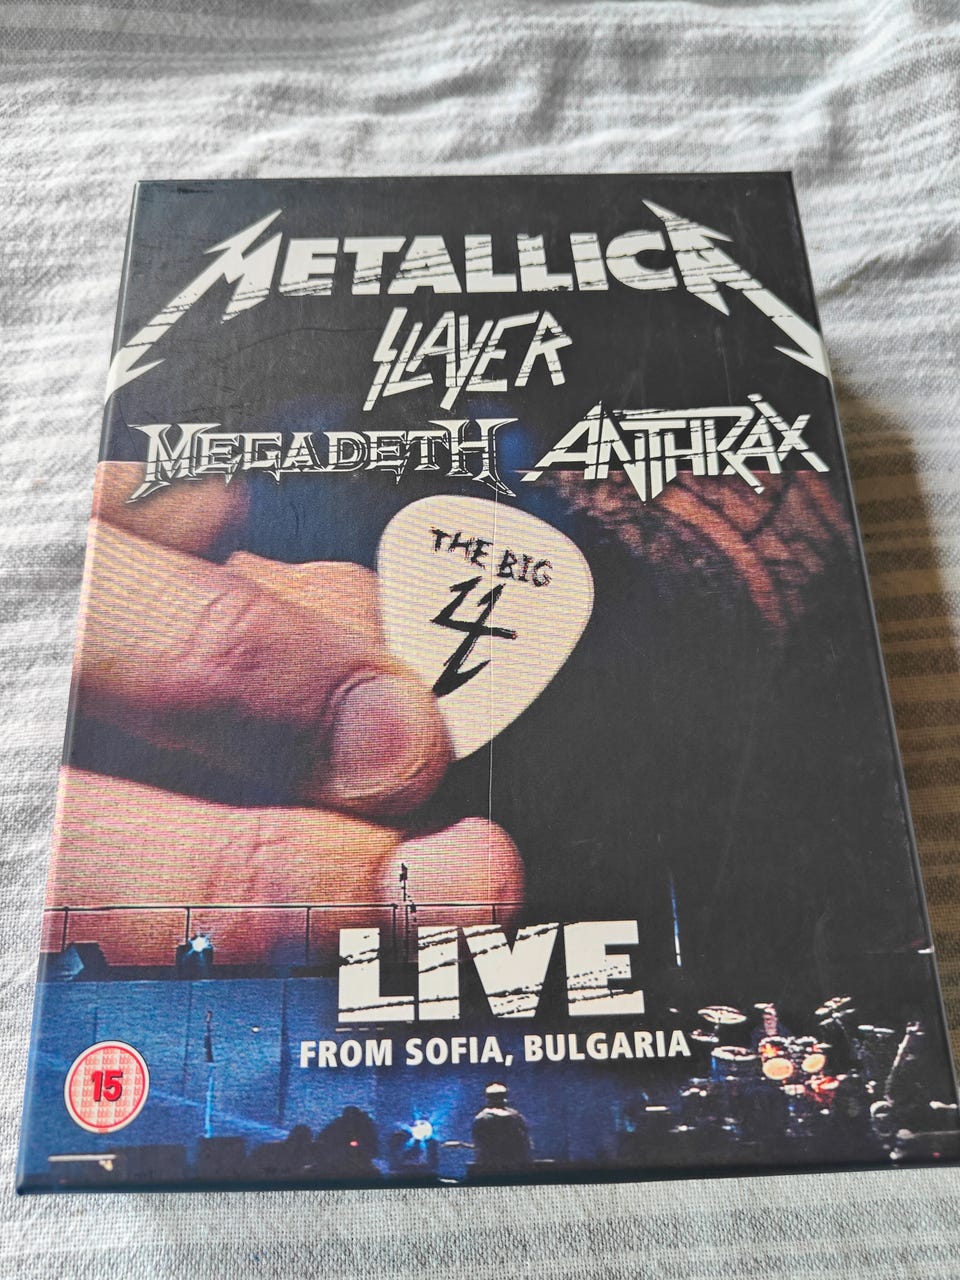 METALLICA
SLAYER
MEGADETH ANTHRAX
THE BIG
4
LIVE
FROM SOFIA, BULGARIA
15